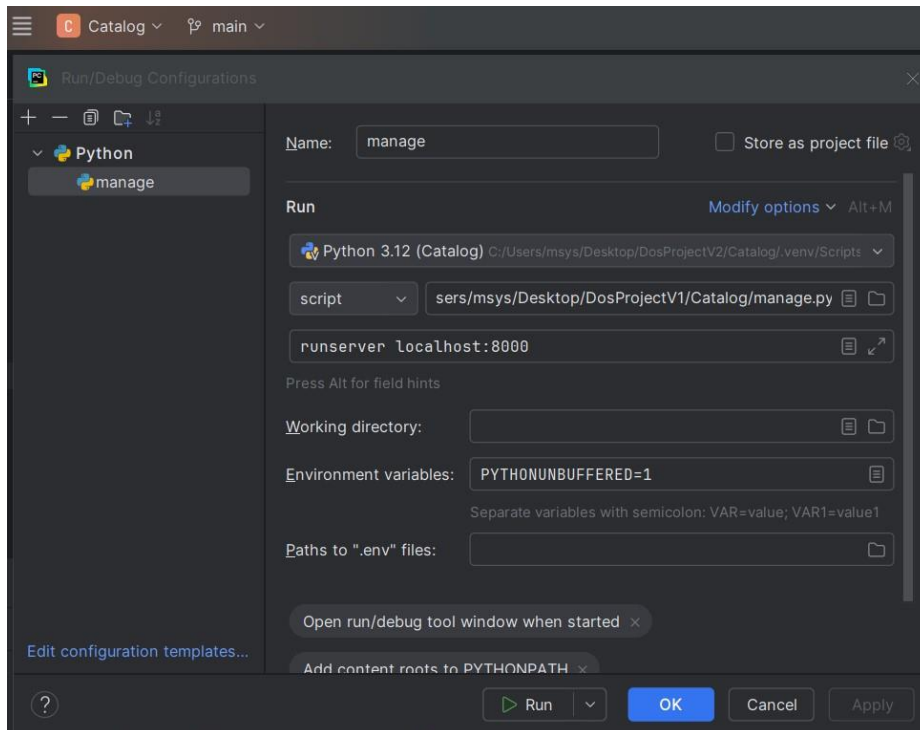 C Catalog main
PC Run/Debug Configurations
Python
manage
Name: manage Store as project file
Run Modify options Alt+M
Python 3.12 (Catalog) C:/Users/msys/Desktop/DosProjectV2/Catalog/.venv/Scripts
script sers/msys/Desktop/DosProjectV1/Catalog/manage.py
runserver localhost:8000
Press Alt for field hints
Working directory:
Environment variables: PYTHONUNBUFFERED=1
Separate variables with semicolon: VAR=value; VAR1=value1
Paths to ".env" files:
Open run/debug tool window when started ×
Add content roots to PYTHONPATH ×
Edit configuration templates...
? Run OK Cancel Apply